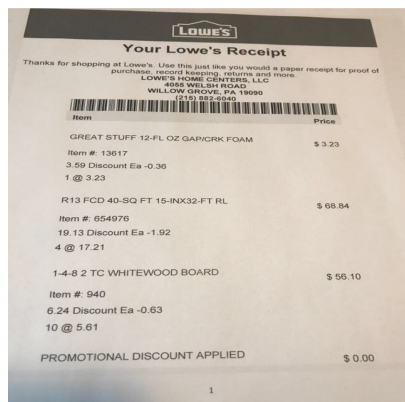 LOWE'S
Your Lowe's Receipt
Thanks for shopping at Lowe's. Use this just like you would a paper receipt for proof of
purchase, record keeping, returns and more.
LOWE'S HOME CENTERS, LLC
4055 WELSH ROAD
WILLOW GROVE, PA 19090
(215) 882-6040
Item Price
GREAT STUFF 12-FL OZ GAP/CRK FOAM $ 3.23
Item #: 13617
3.59 Discount Ea -0.36
1 @ 3.23
R13 FCD 40-SQ FT 15-INX32-FT RL $ 68.84
Item #: 654976
19.13 Discount Ea -1.92
4 @ 17.21
1-4-8 2 TC WHITEWOOD BOARD $ 56.10
Item #: 940
6.24 Discount Ea -0.63
10 @ 5.61
PROMOTIONAL DISCOUNT APPLIED $ 0.00
1